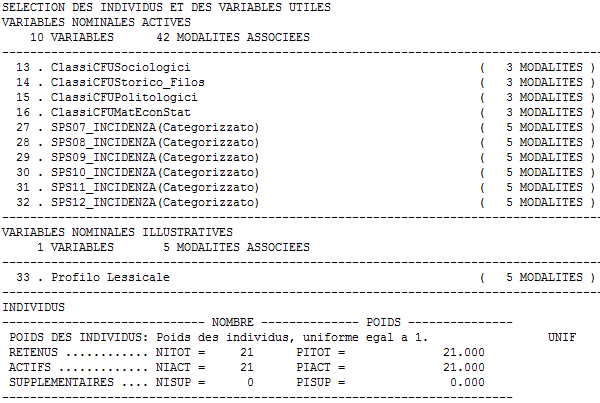 SELECTION DES INDIVIDUS ET DES VARIABLES UTILES
VARIABLES NOMINALES ACTIVES
10 VARIABLES 42 MODALITES ASSOCIEES
13 . ClassiCFUSociologici ( 3 MODALITES )
14 . ClassiCFUStorico_Filos ( 3 MODALITES )
15 . ClassiCFUPolitologici ( 3 MODALITES )
16 . ClassiCFUMatEconStat ( 3 MODALITES )
27 . SPS07_INCIDENZA(Categorizzato) ( 5 MODALITES )
28 . SPS08_INCIDENZA(Categorizzato) ( 5 MODALITES )
29 . SPS09_INCIDENZA(Categorizzato) ( 5 MODALITES )
30 . SPS10_INCIDENZA(Categorizzato) ( 5 MODALITES )
31 . SPS11_INCIDENZA(Categorizzato) ( 5 MODALITES )
32 . SPS12_INCIDENZA(Categorizzato) ( 5 MODALITES )
VARIABLES NOMINALES ILLUSTRATIVES
1 VARIABLES 5 MODALITES ASSOCIEES
33 . Profilo Lessicale ( 5 MODALITES )
INDIVIDUS
--------------------------- NOMBRE -------------- POIDS ---------------
POIDS DES INDIVIDUS: Poids des individus, uniforme egal a 1. UNIF
RETENUS ............ NITOT = 21 PITOT = 21.000
ACTIFS ............. NIACT = 21 PIACT = 21.000
SUPPLEMENTAIRES .... NISUP = 0 PISUP = 0.000